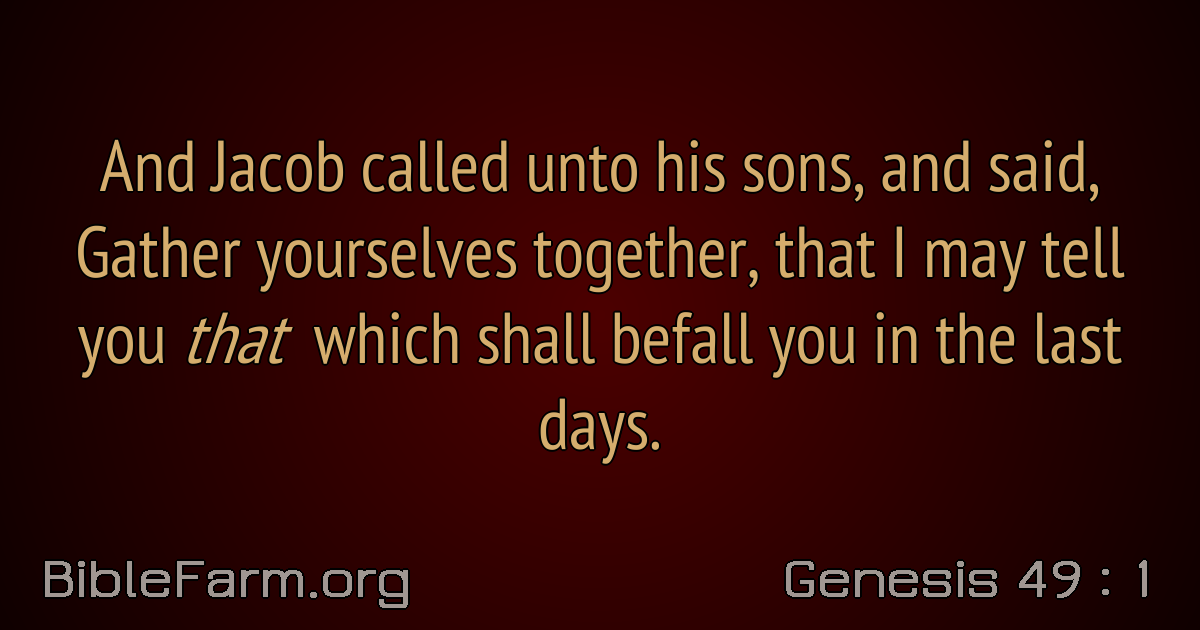 And Jacob called unto his sons, and said,
Gather yourselves together, that I may tell
you that which shall befall you in the last
days.
BibleFarm.org
Genesis 49 : 1